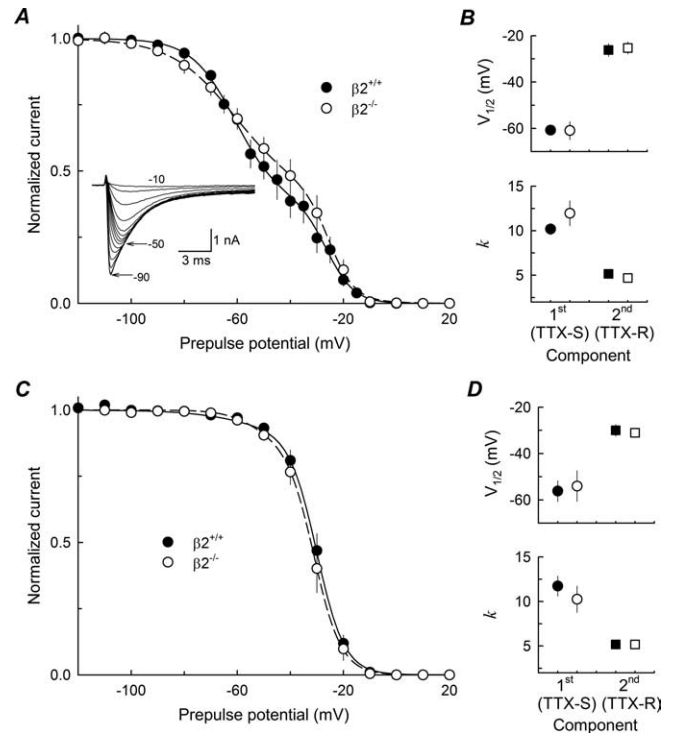 A
1.0
0.5
0.0
Normalized current
β2+/+
β2-/-
-10
-50
-90
1 nA
3 ms
-100
-60
-20
20
Prepulse potential (mV)
B
-20
-40
-60
V1/2 (mV)
15
10
5
k
1st 2nd
(TTX-S) (TTX-R)
Component
C
1.0
0.5
0.0
Normalized current
β2+/+
β2-/-
-100
-60
-20
20
Prepulse potential (mV)
D
-20
-40
-60
V1/2 (mV)
15
10
5
k
1st 2nd
(TTX-S) (TTX-R)
Component